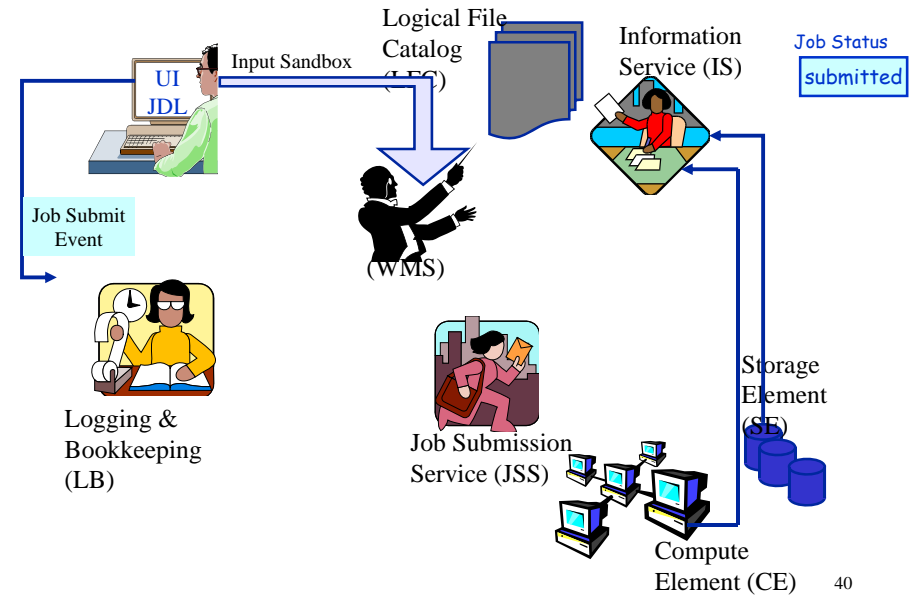 Logical File
Catalog
(LFC)
Information
Service (IS)
Job Status
submitted
Input Sandbox
UI
JDL
Job Submit
Event
(WMS)
Logging &
Bookkeeping
(LB)
Job Submission
Service (JSS)
Storage
Element
(SE)
Compute
Element (CE)
40